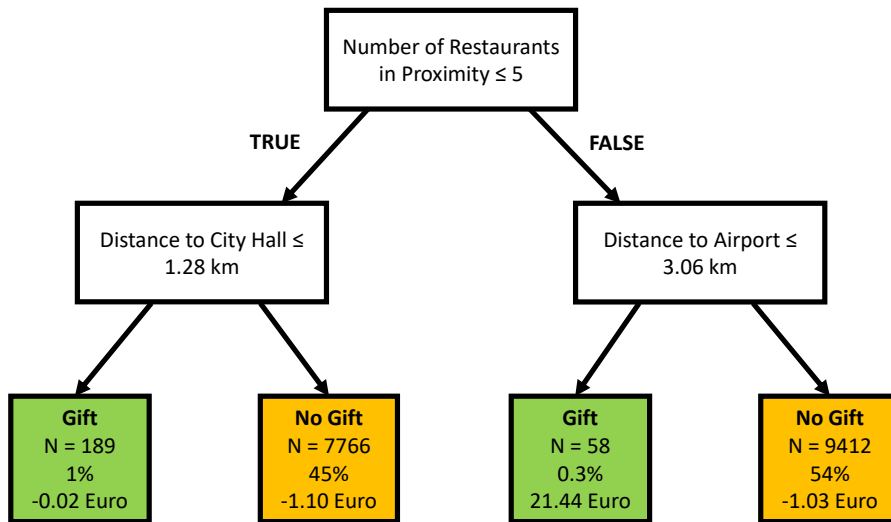 Number of Restaurants
in Proximity ≤ 5
TRUE
FALSE
Distance to City Hall ≤
1.28 km
Distance to Airport ≤
3.06 km
Gift
N = 189
1%
-0.02 Euro
No Gift
N = 7766
45%
-1.10 Euro
Gift
N = 58
0.3%
21.44 Euro
No Gift
N = 9412
54%
-1.03 Euro